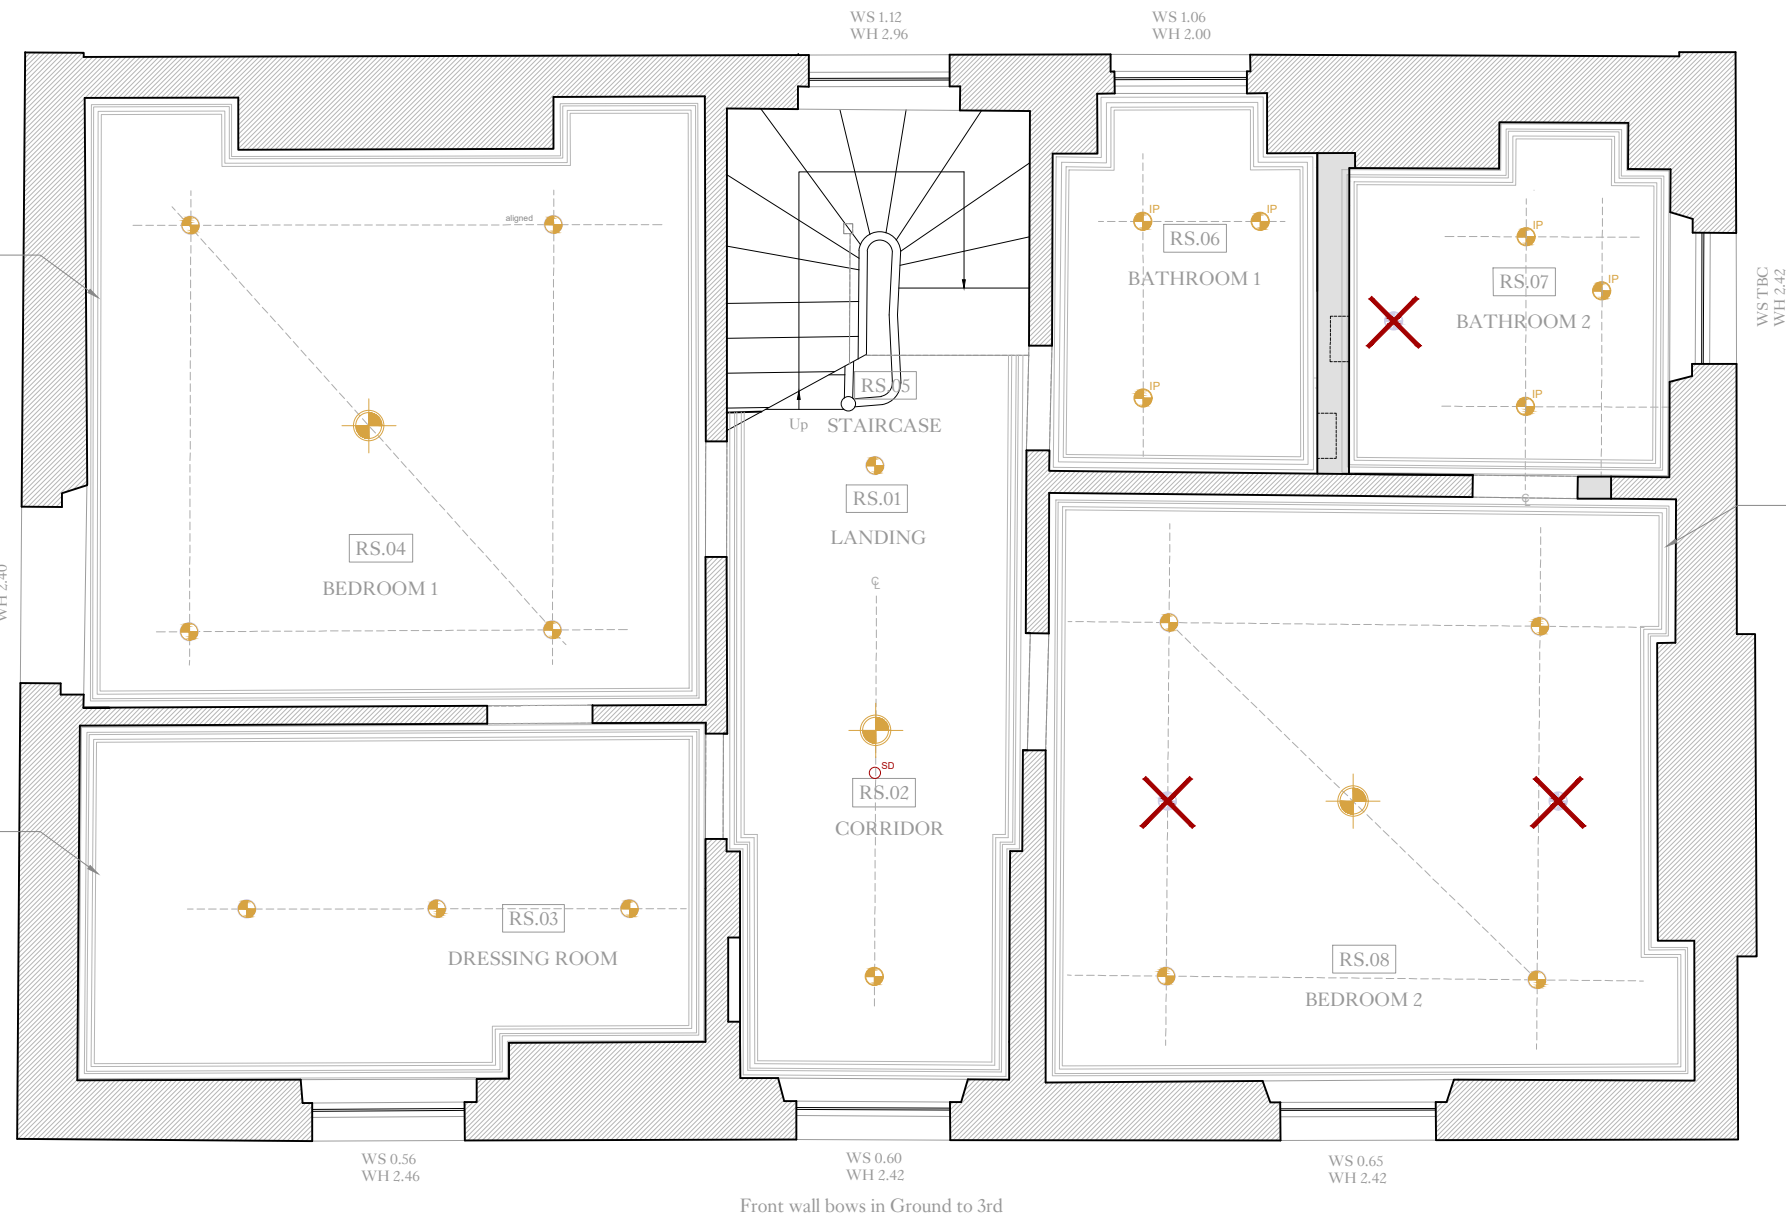 WS 1.12
WH 2.96
WS 1.06
WH 2.00
aligned
IP
IP
RS.06
BATHROOM 1
IP
IP
IP
RS.07
BATHROOM 2
IP
WS TBC
WH 2.42
RS.05
STAIRCASE
Up
RS.01
LANDING
RS.04
BEDROOM 1
WH 2.40
℄
℄
SD
RS.02
CORRIDOR
RS.03
DRESSING ROOM
RS.08
BEDROOM 2
WS 0.56
WH 2.46
WS 0.60
WH 2.42
WS 0.65
WH 2.42
Front wall bows in Ground to 3rd